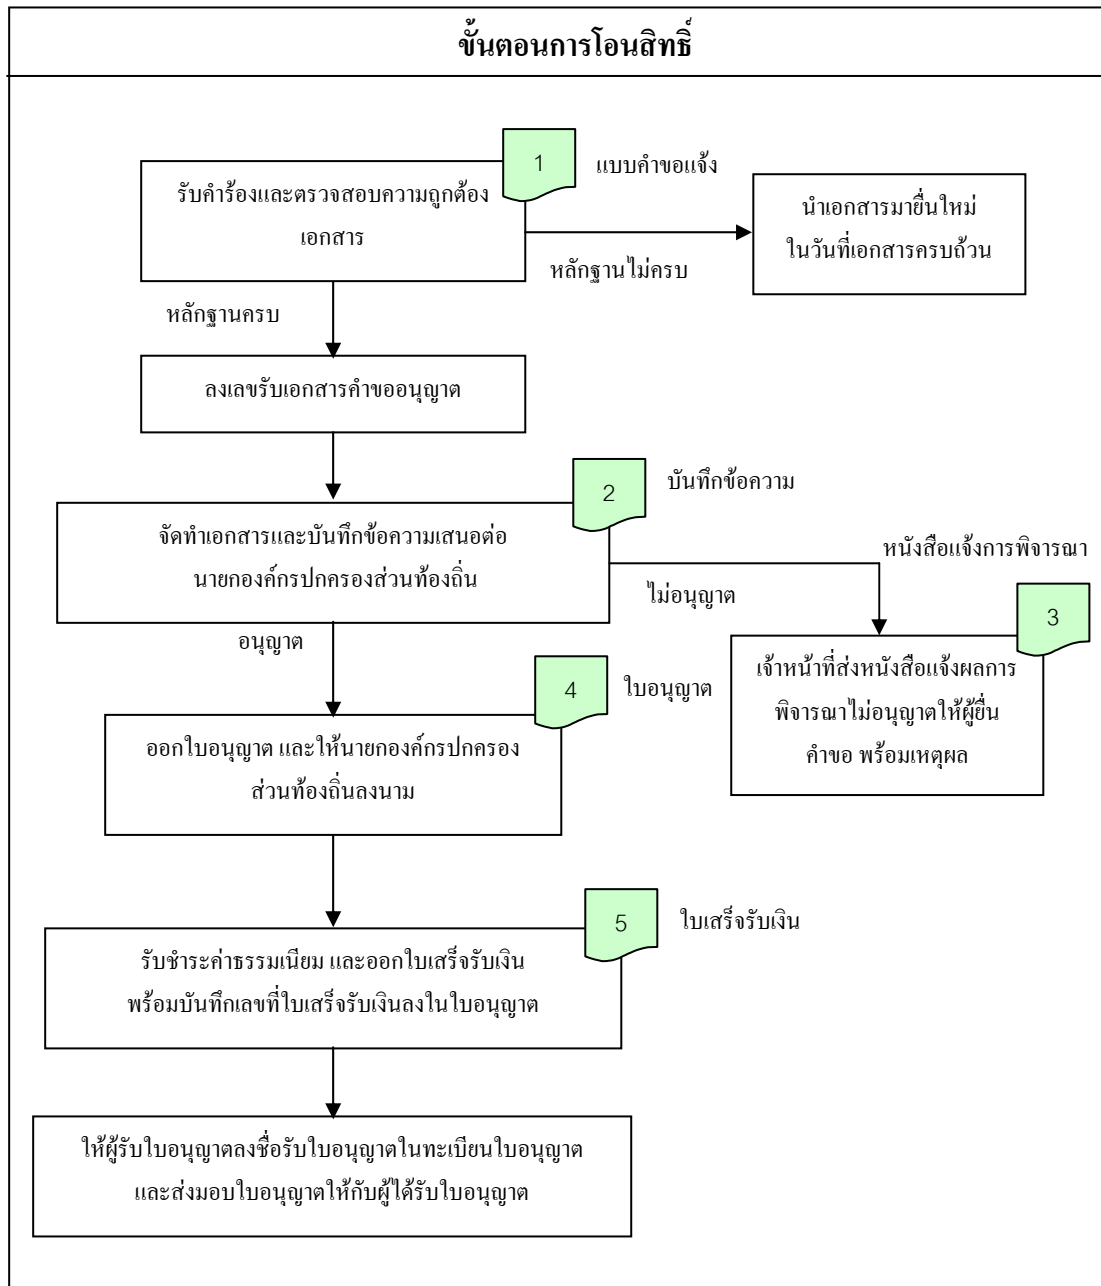 ขั้นตอนการโอนสิทธิ์
1
แบบคำขอแจ้ง
รับคำร้องและตรวจสอบความถูกต้อง
เอกสาร
นำเอกสารมายื่นใหม่
ในวันที่เอกสารครบถ้วน
หลักฐานไม่ครบ
หลักฐานครบ
ลงเลขรับเอกสารคำขออนุญาต
2
บันทึกข้อความ
จัดทำเอกสารและบันทึกข้อความเสนอต่อ
นายกองค์กรปกครองส่วนท้องถิ่น
หนังสือแจ้งการพิจารณา
ไม่อนุญาต
3
อนุญาต
เจ้าหน้าที่ส่งหนังสือแจ้งผลการ
พิจารณาไม่อนุญาตให้ผู้ยื่น
คำขอ พร้อมเหตุผล
4
ใบอนุญาต
ออกใบอนุญาต และให้นายกองค์กรปกครอง
ส่วนท้องถิ่นลงนาม
5
ใบเสร็จรับเงิน
รับชำระค่าธรรมเนียม และออกใบเสร็จรับเงิน
พร้อมบันทึกเลขที่ใบเสร็จรับเงินลงในใบอนุญาต
ให้ผู้รับใบอนุญาตลงชื่อรับใบอนุญาตในทะเบียนใบอนุญาต
และส่งมอบใบอนุญาตให้กับผู้ได้รับใบอนุญาต